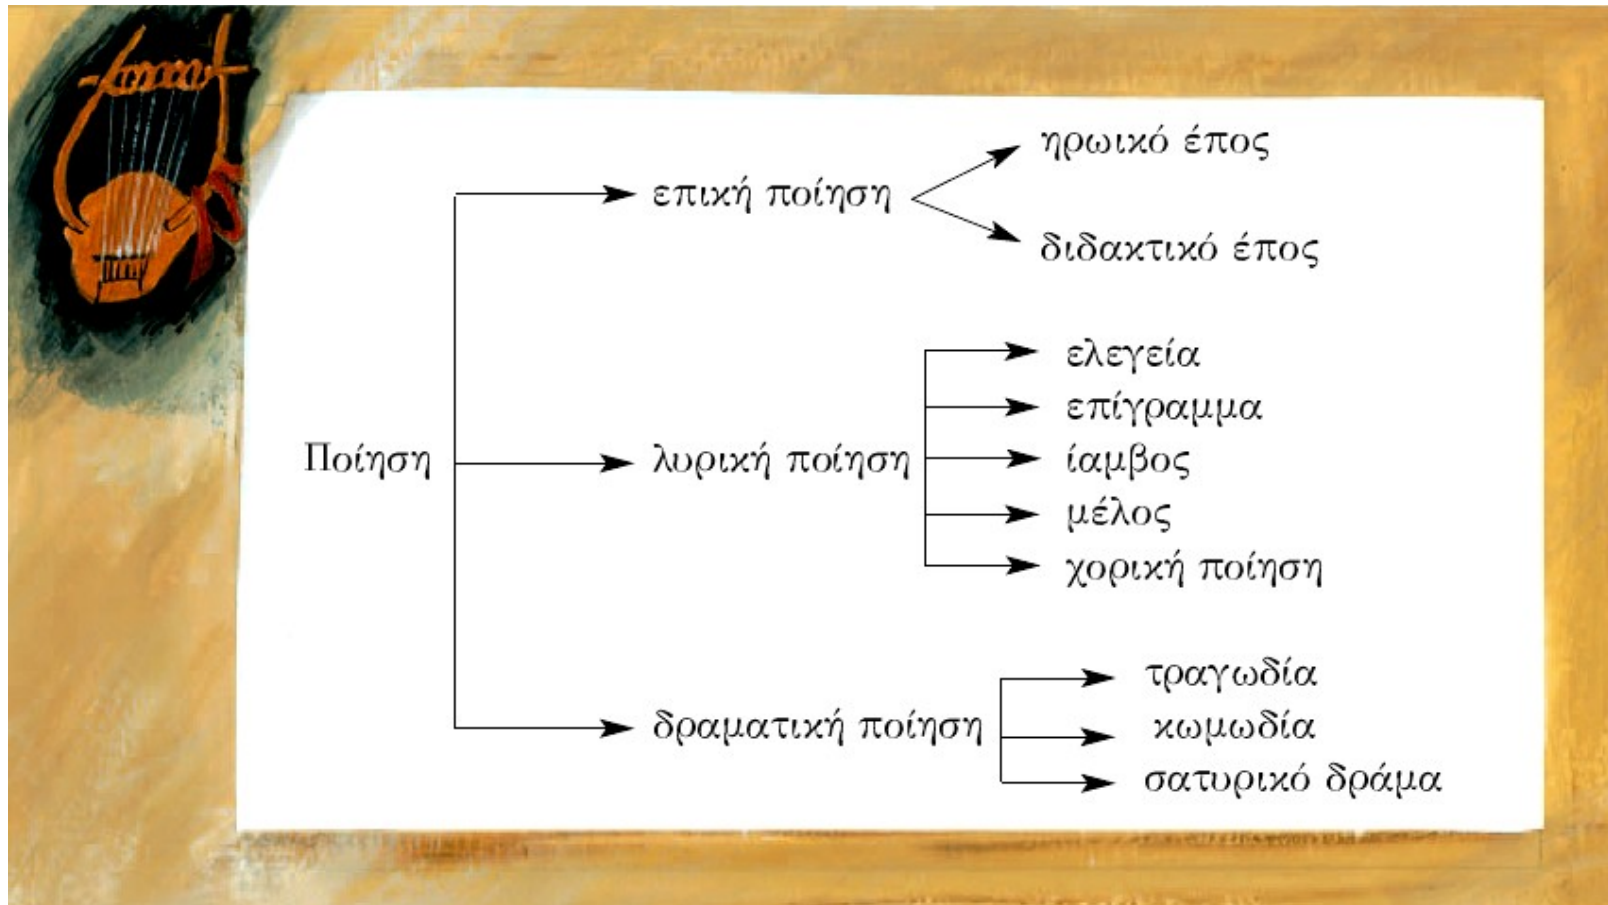 ηρωικό έπος
επική ποίηση
διδακτικό έπος
ελεγεία
επίγραμμα
Ποίηση
λυρική ποίηση
ίαμβος
μέλος
χορική ποίηση
τραγωδία
δραματική ποίηση
κωμωδία
σατυρικό δράμα